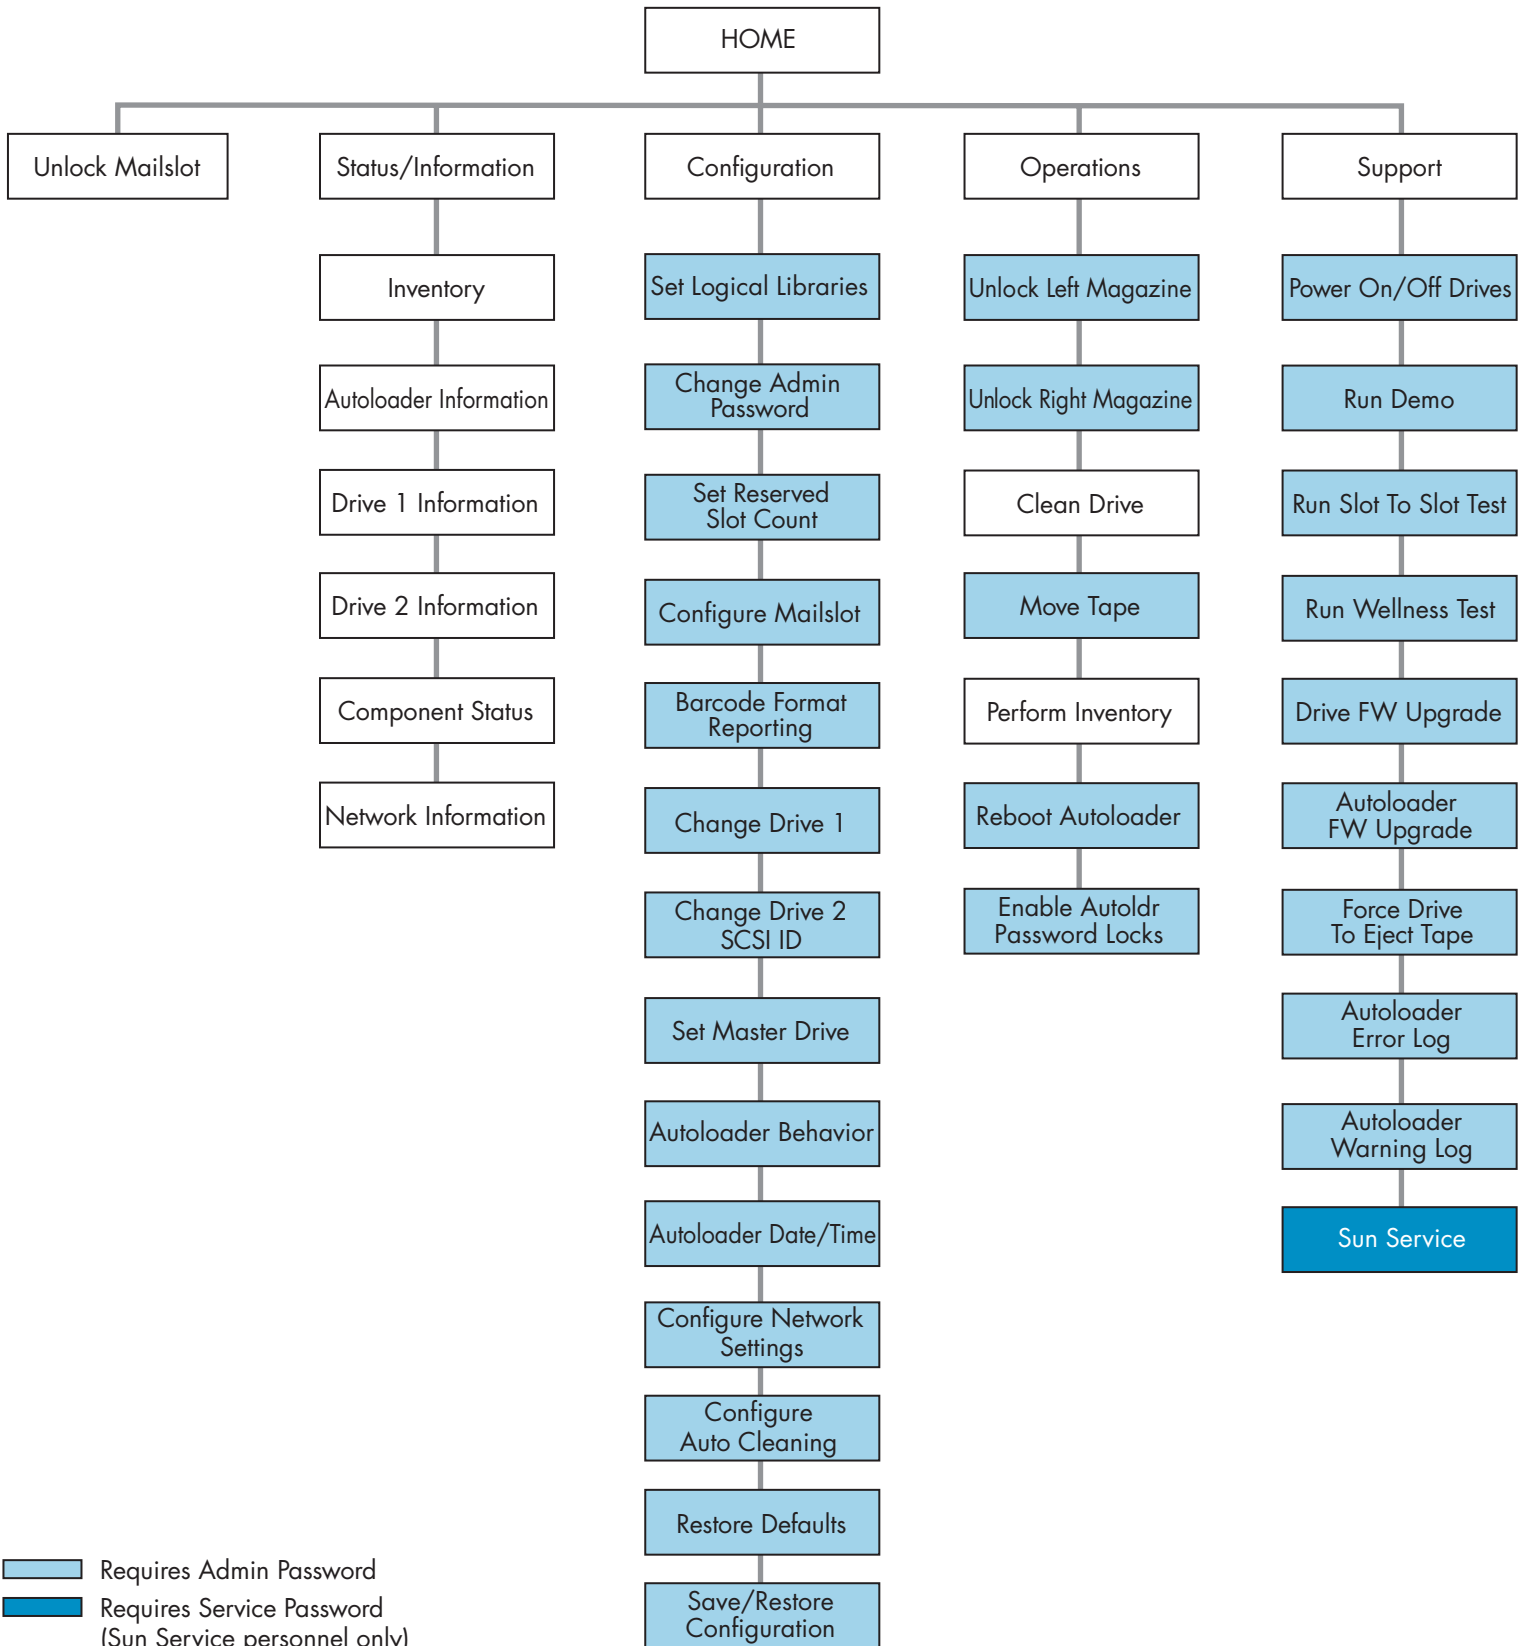 HOME
Unlock Mailslot
Status/Information
Configuration
Operations
Support
Inventory
Autoloader Information
Drive 1 Information
Drive 2 Information
Component Status
Network Information
Set Logical Libraries
Change Admin
Password
Set Reserved
Slot Count
Configure Mailslot
Barcode Format
Reporting
Change Drive 1
Change Drive 2
SCSI ID
Set Master Drive
Autoloader Behavior
Autoloader Date/Time
Configure Network
Settings
Configure
Auto Cleaning
Restore Defaults
Save/Restore
Configuration
Unlock Left Magazine
Unlock Right Magazine
Clean Drive
Move Tape
Perform Inventory
Reboot Autoloader
Enable Autoldr
Password Locks
Power On/Off Drives
Run Demo
Run Slot To Slot Test
Run Wellness Test
Drive FW Upgrade
Autoloader
FW Upgrade
Force Drive
To Eject Tape
Autoloader
Error Log
Autoloader
Warning Log
Sun Service
Requires Admin Password
Requires Service Password
(Sun Service personnel only)